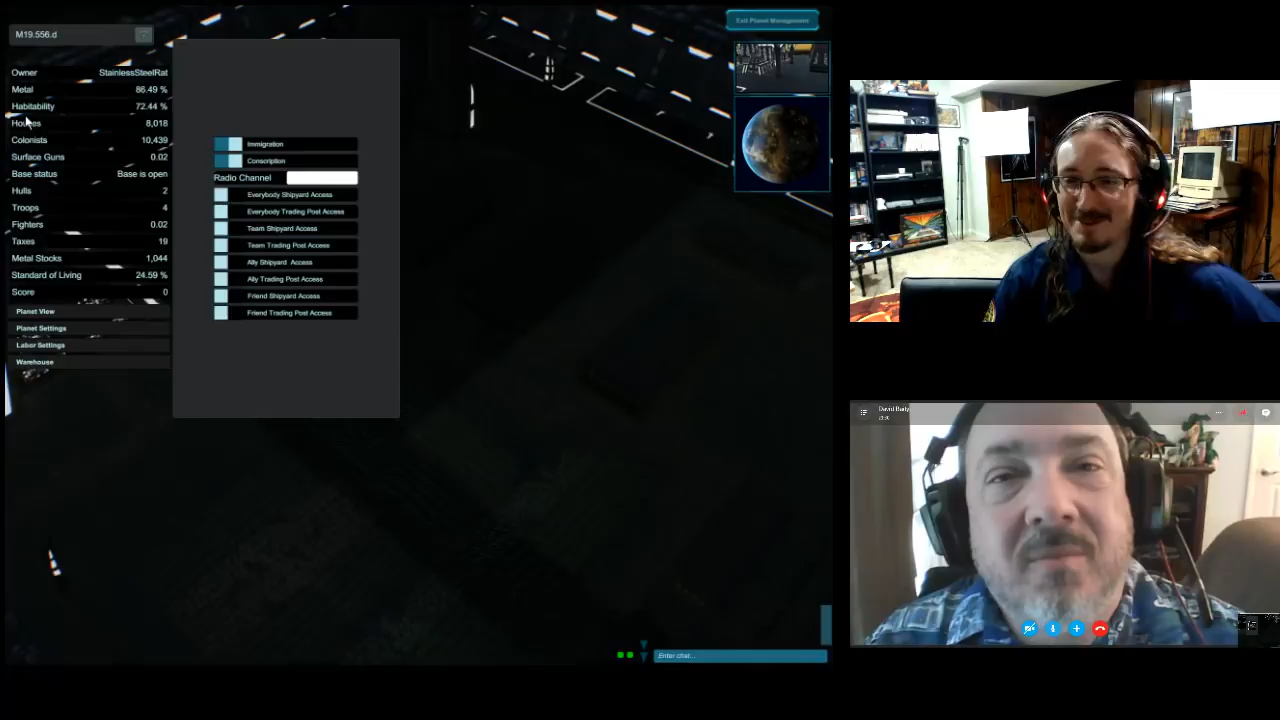 M19.556.d
Exit Planet Management
Owner StainlessSteelRat
Metal 86.49 %
Habitability 72.44 %
Houses 8,018
Colonists 10,439
Surface Guns 0.02
Base status Base is open
Hulls 2
Troops 4
Fighters 0.02
Taxes 19
Metal Stocks 1,044
Standard of Living 24.59 %
Score 0
Planet View
Planet Settings
Labor Settings
Warehouse
Immigration
Conscription
Radio Channel
Everybody Shipyard Access
Everybody Trading Post Access
Team Shipyard Access
Team Trading Post Access
Ally Shipyard Access
Ally Trading Post Access
Friend Shipyard Access
Friend Trading Post Access
Enter chat...
David